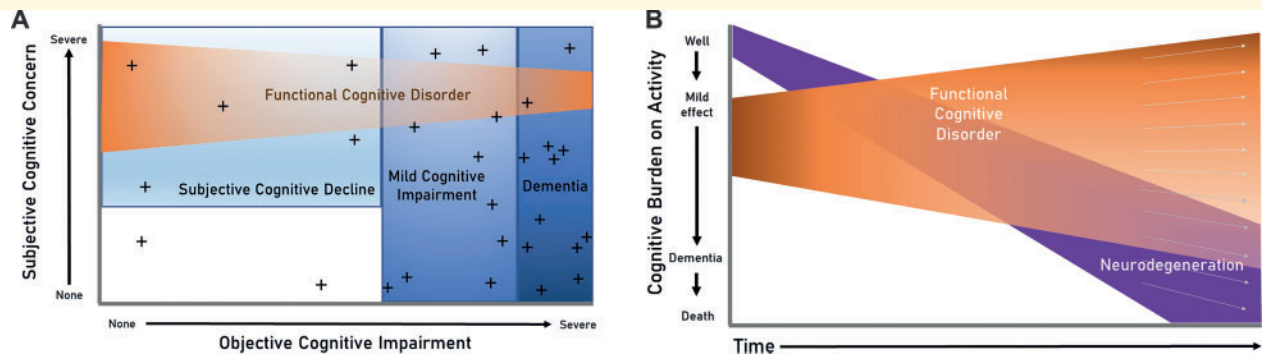 A
Subjective Cognitive Concern
Severe
None
Functional Cognitive Disorder
Subjective Cognitive Decline
Mild Cognitive
Impairment
Dementia
None
Severe
Objective Cognitive Impairment
B
Cognitive Burden on Activity
Well
Mild
effect
Dementia
Death
Functional
Cognitive
Disorder
Neurodegeneration
Time